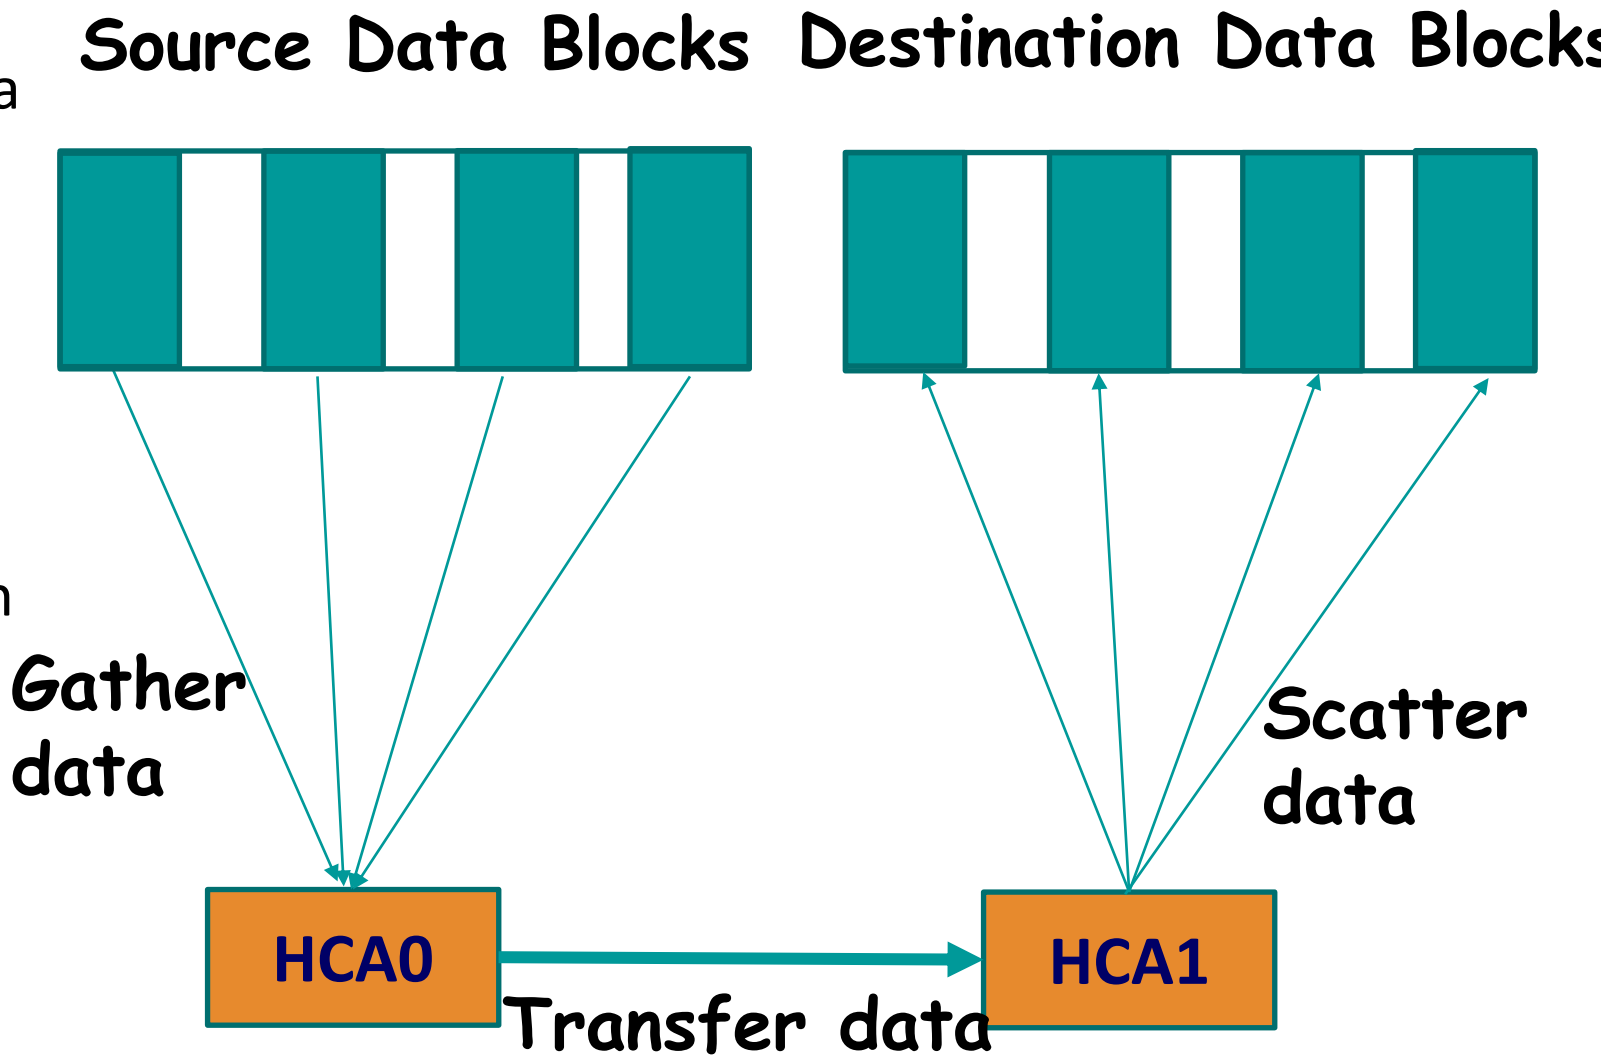 Source Data Blocks
Destination Data Blocks
a
n
Gather
data
Scatter
data
HCA0
HCA1
Transfer data